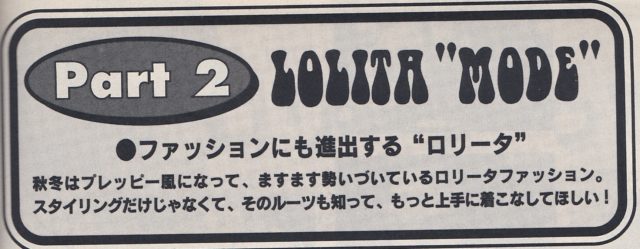 Part 2 LOLITA "MODE"
●ファッションにも進出する“ロリータ”
秋冬はプレッピー風になって、ますます勢いづいているロリータファッション。
スタイリングだけじゃなくて、そのルーツも知って、もっと上手に着こなしてほしい！